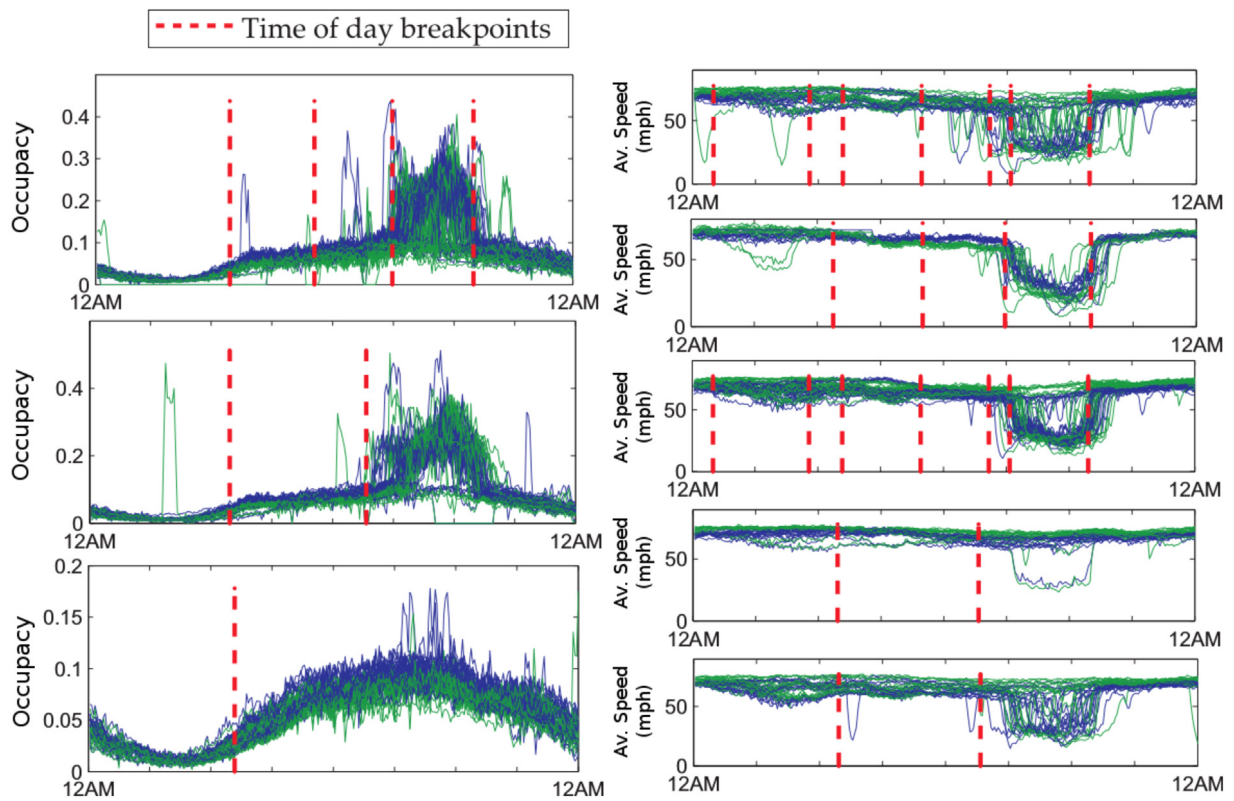 Time of day breakpoints
Occupacy
0.4
0.3
0.2
0.1
0
12AM
12AM
Occupacy
0.4
0.2
0
12AM
12AM
Occupacy
0.2
0.15
0.1
0.05
0
12AM
12AM
Av. Speed
(mph)
50
0
12AM
12AM
Av. Speed
(mph)
50
0
12AM
12AM
Av. Speed
(mph)
50
0
12AM
12AM
Av. Speed
(mph)
50
0
12AM
12AM
Av. Speed
(mph)
50
0
12AM
12AM